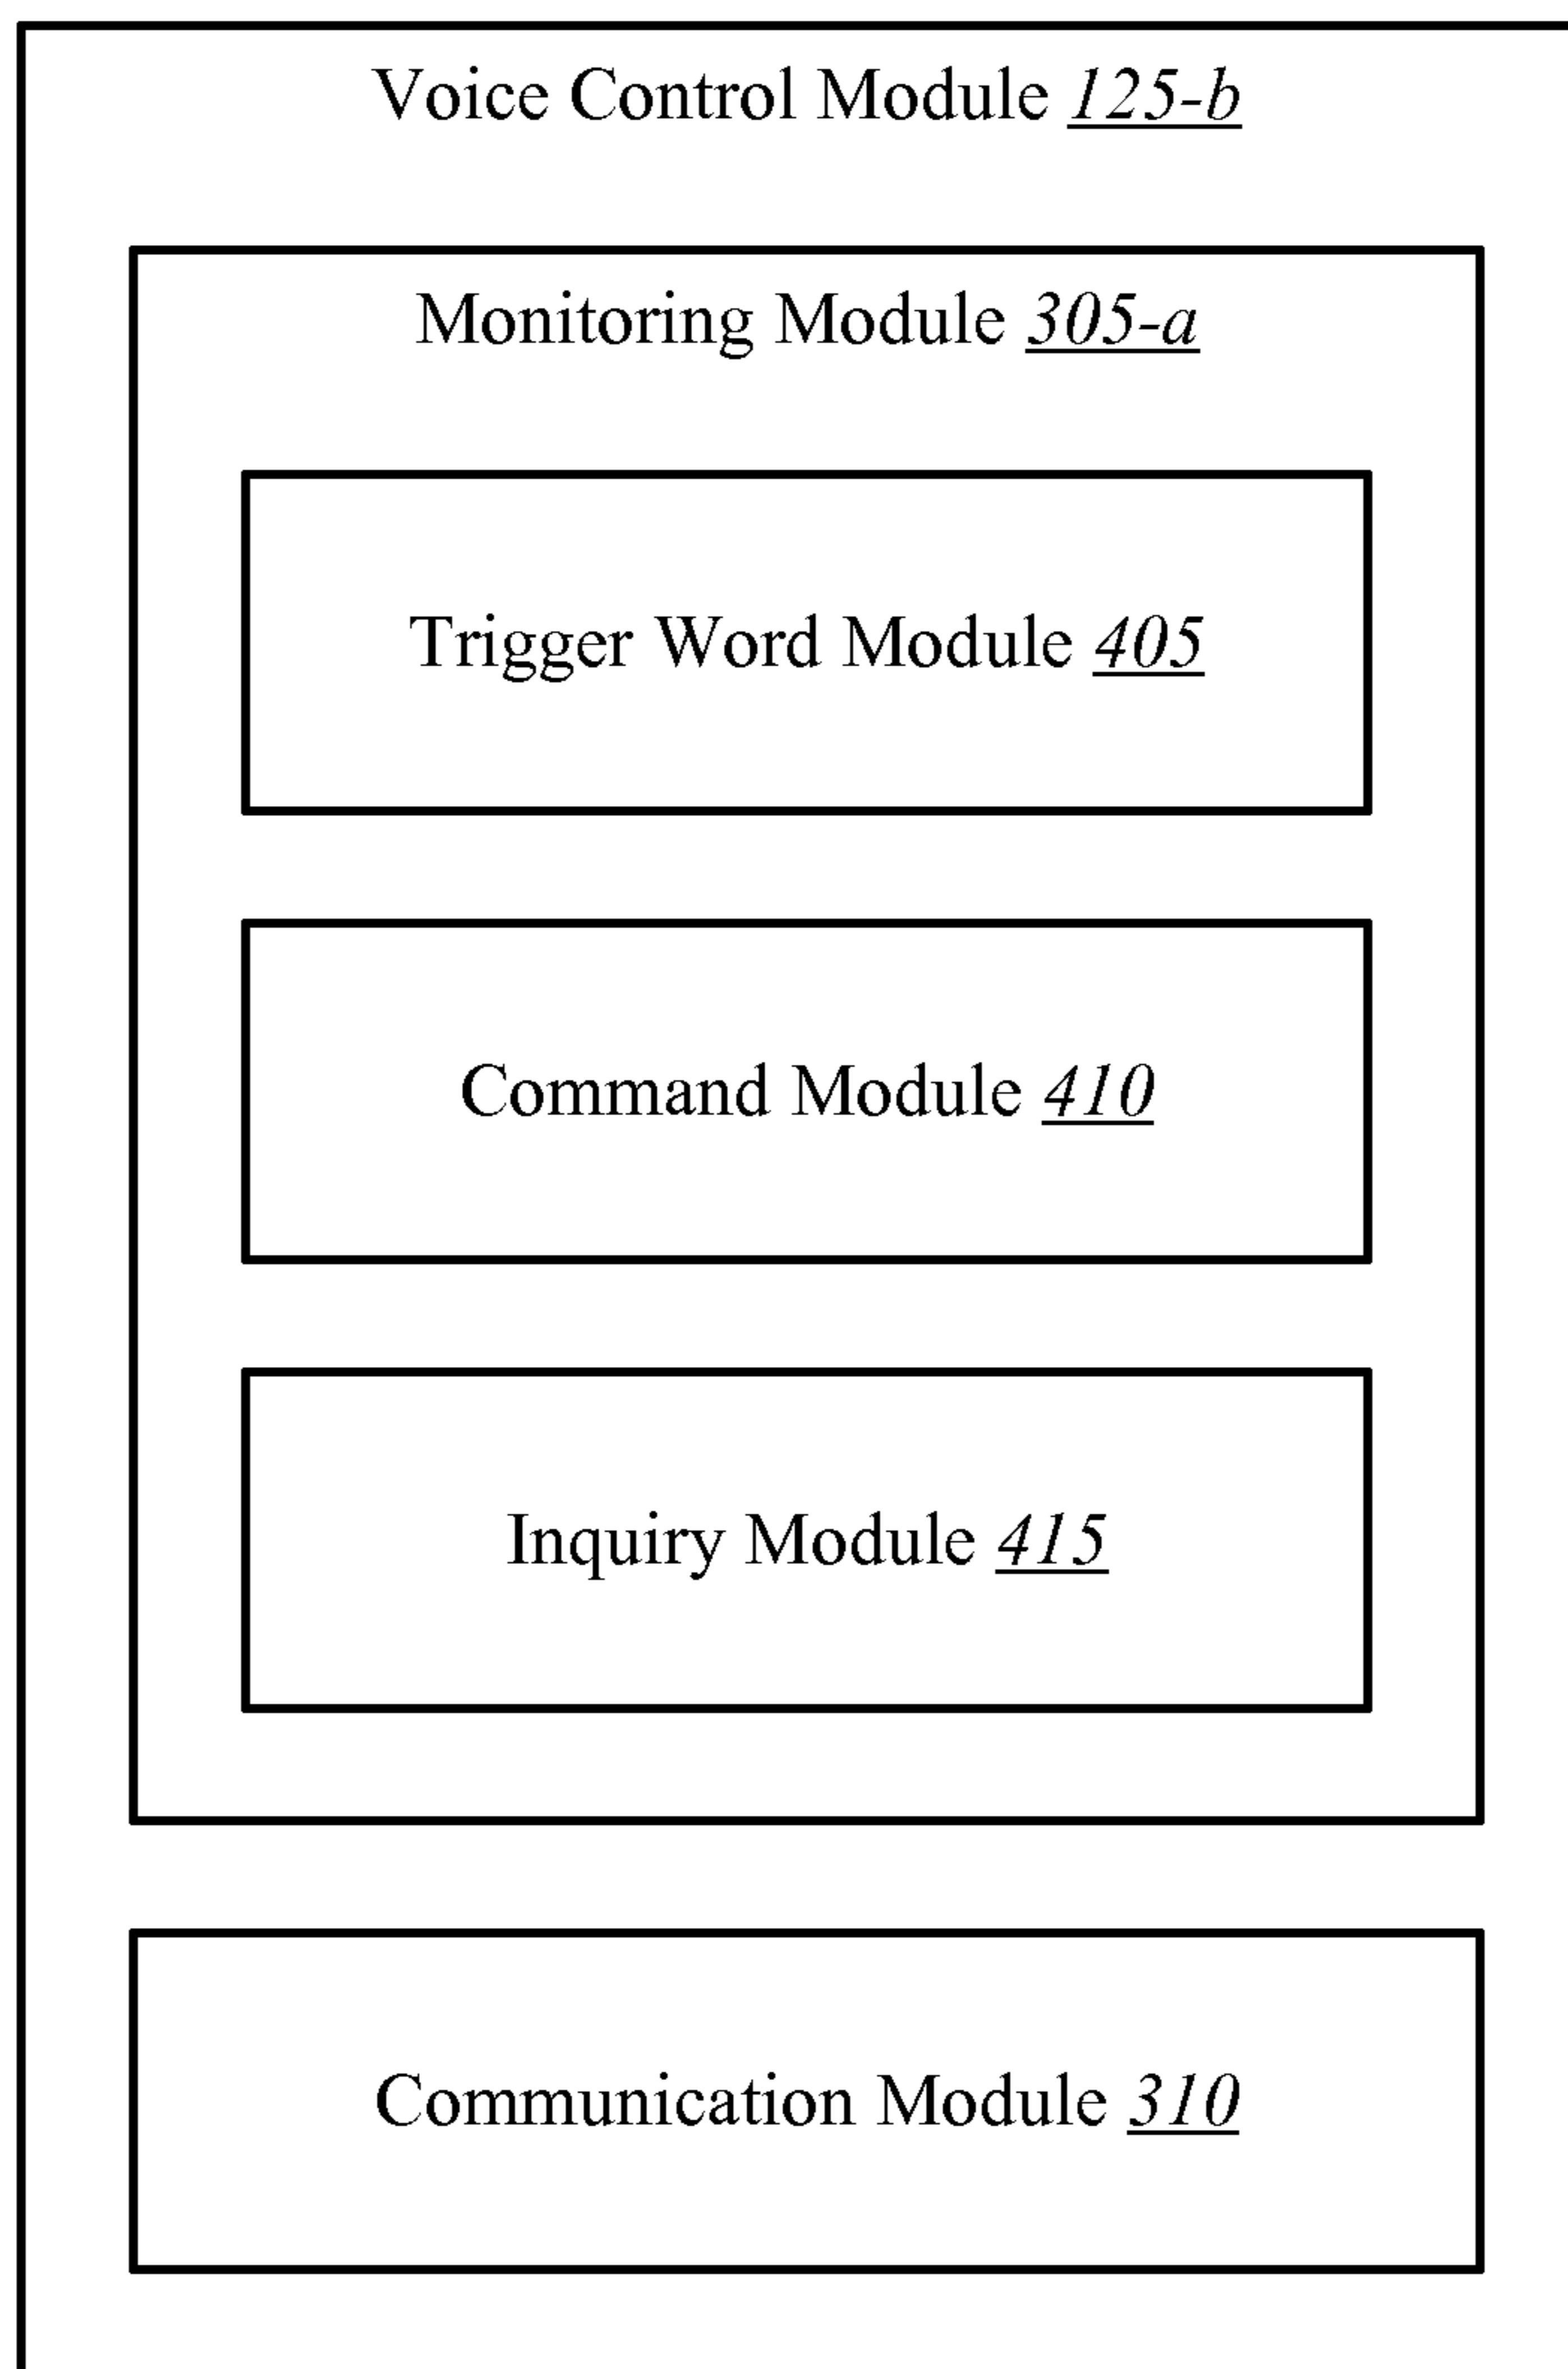 Voice Control Module 125-b
Monitoring Module 305-a
Trigger Word Module 405
Command Module 410
Inquiry Module 415
Communication Module 310